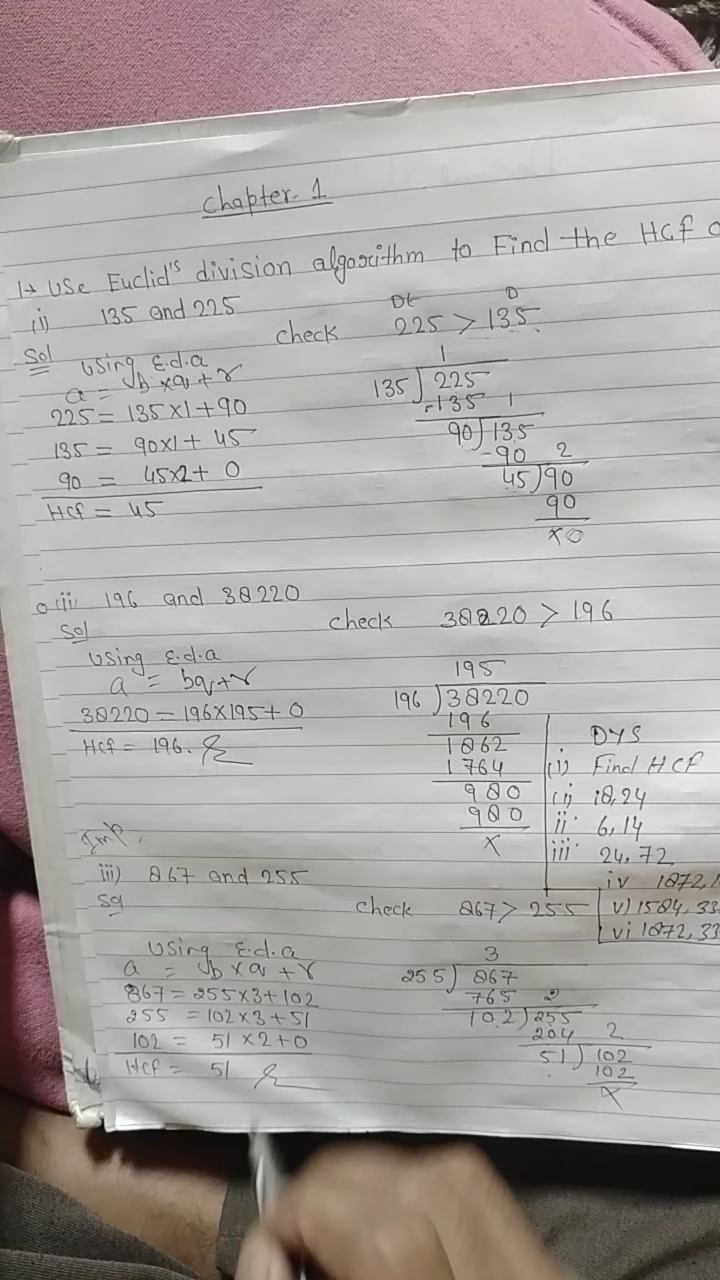 Chapter. 1
1→ Use Euclid's division algorithm to Find the HCF
(i) 135 and 225
Sol
check 225 > 135
Using E.d.a
a = b × q + r
225 = 135×1+90
135 = 90×1+ 45
90 = 45×2+ 0
HCF = 45
1
135 ) 225
-135 1
90) 135
-90 2
45) 90
90
×0
(ii) 196 and 38220
Sol
check 38220 > 196
Using E.d.a
a = bq+r
38220 = 196×195+0
HCF = 196.
195
196 ) 38220
196
1862
1764
980
980
×
DYS
(i) Find HCF
(i) 18,24
ii 6,14
iii 24,72
iv 1872,
v) 1584, 33
vi 1872, 33
Imp.
iii) 867 and 255
check 867 > 255
Using E.d.a
a = b × q + r
867 = 255×3+102
255 = 102×3+51
102 = 51 ×2+0
HCF = 51
3
255 ) 867
765 2
102 ) 255
204 2
51 ) 102
102
×